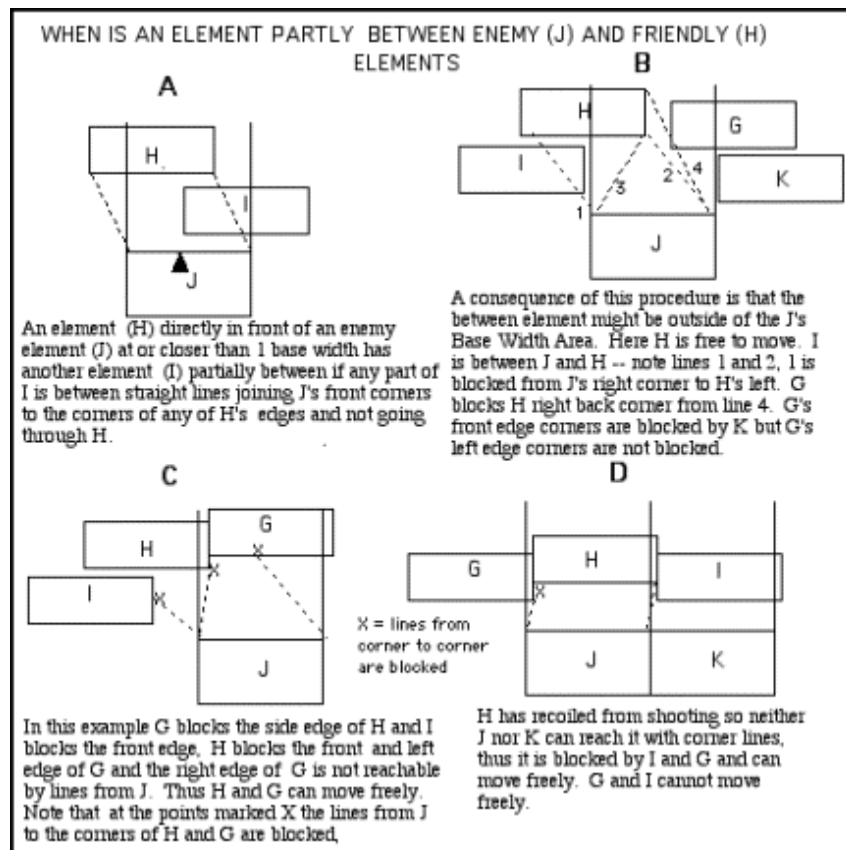 WHEN IS AN ELEMENT PARTLY BETWEEN ENEMY (J) AND FRIENDLY (H)
ELEMENTS
A
H
I
J
An element (H) directly in front of an enemy
element (J) at or closer than 1 base width has
another element (I) partially between if any part of
I is between straight lines joining J's front corners
to the corners of any of H's edges and not going
through H.
B
H
G
I
K
1
3
2
4
J
A consequence of this procedure is that the
between element might be outside of the J's
Base Width Area. Here H is free to move. I
is between J and H -- note lines 1 and 2, 1 is
blocked from J's right corner to H's left. G
blocks H right back corner from line 4. G's
front edge corners are blocked by K but G's
left edge corners are not blocked.
C
G
H
X
X
I
X
J
X = lines from
corner to corner
are blocked
In this example G blocks the side edge of H and I
blocks the front edge, H blocks the front and left
edge of G and the right edge of G is not reachable
by lines from J. Thus H and G can move freely.
Note that at the points marked X the lines from J
to the corners of H and G are blocked,
D
G
H
I
X
J
K
H has recoiled from shooting so neither
J nor K can reach it with corner lines,
thus it is blocked by I and G and can
move freely. G and I cannot move
freely.